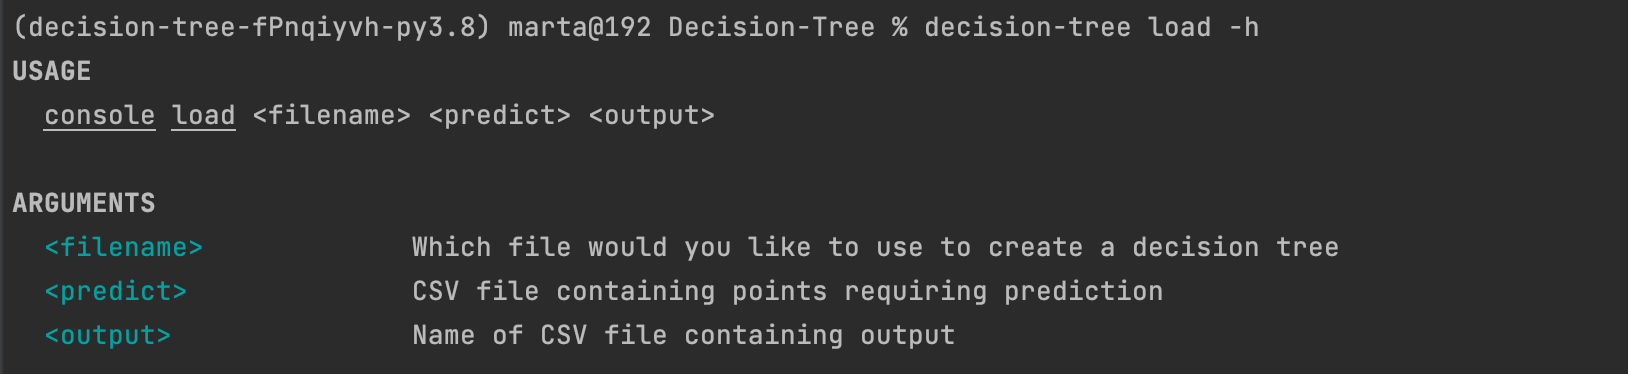 (decision-tree-fPnqiyvh-py3.8) marta@192 Decision-Tree % decision-tree load -h
USAGE
console load <filename> <predict> <output>
ARGUMENTS
<filename> Which file would you like to use to create a decision tree
<predict> CSV file containing points requiring prediction
<output> Name of CSV file containing output